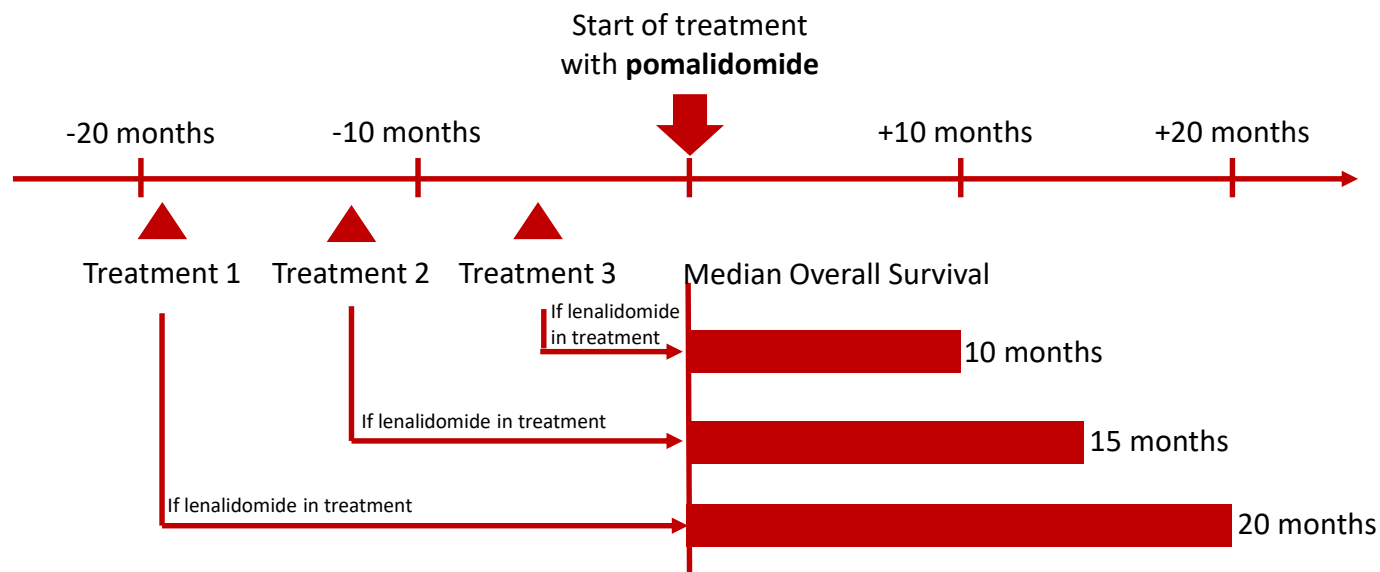 Start of treatment
with pomalidomide
-20 months
-10 months
+10 months
+20 months
Treatment 1
Treatment 2
Treatment 3
Median Overall Survival
If lenalidomide
in treatment
10 months
If lenalidomide in treatment
15 months
If lenalidomide in treatment
20 months